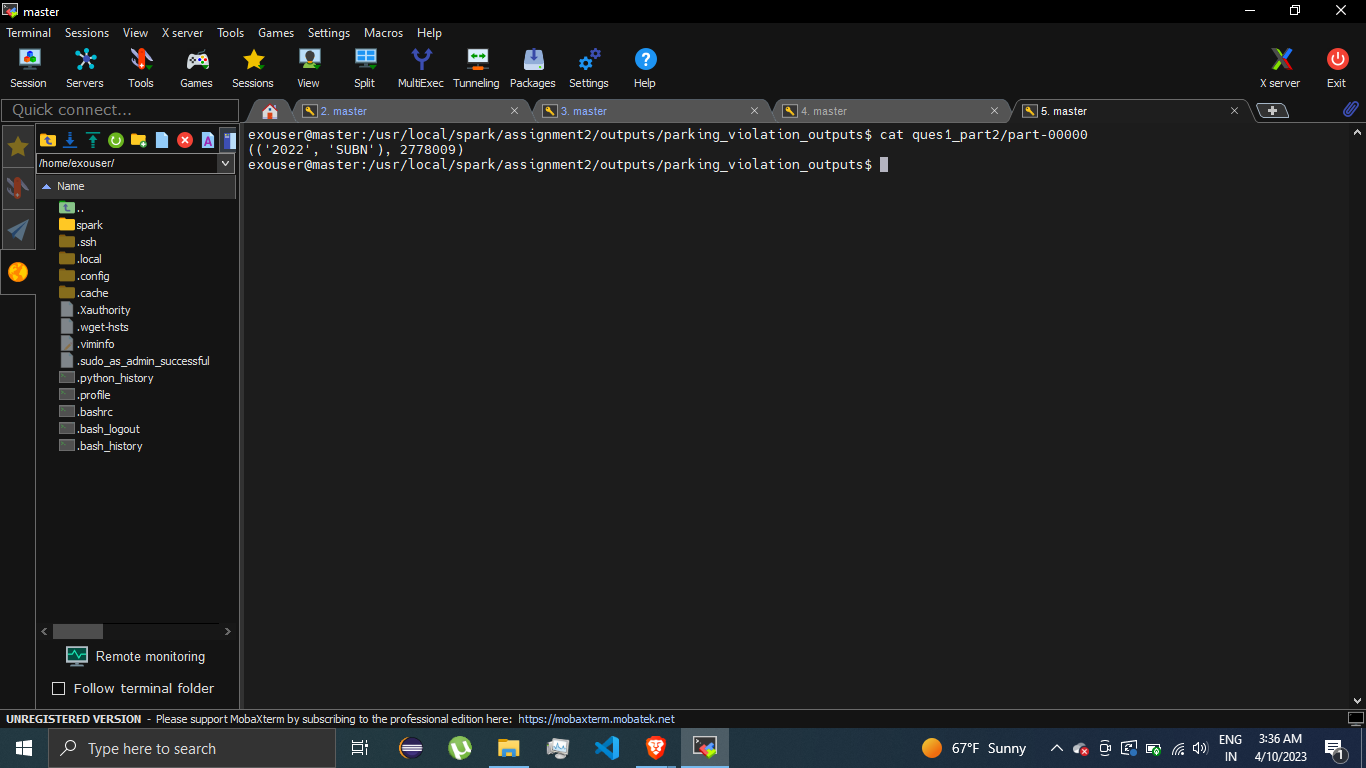 master
Terminal Sessions View X server Tools Games Settings Macros Help
Session Servers Tools Games Sessions View Split MultiExec Tunneling Packages Settings Help X server Exit
Quick connect...
2. master
3. master
4. master
5. master
/home/exouser/
Name
..
spark
.ssh
.local
.config
.cache
.Xauthority
.wget-hsts
.viminfo
.sudo_as_admin_successful
.python_history
.profile
.bashrc
.bash_logout
.bash_history
Remote monitoring
Follow terminal folder
exouser@master:/usr/local/spark/assignment2/outputs/parking_violation_outputs$ cat ques1_part2/part-00000
(('2022', 'SUBN'), 2778009)
exouser@master:/usr/local/spark/assignment2/outputs/parking_violation_outputs$
UNREGISTERED VERSION - Please support MobaXterm by subscribing to the professional edition here: https://mobaxterm.mobatek.net
Type here to search
67°F Sunny
ENG
IN
3:36 AM
4/10/2023
1